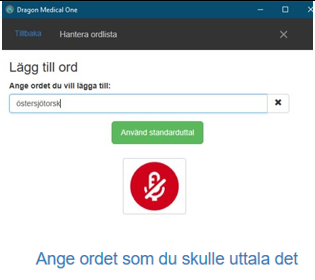 Dragon Medical One
Tillbaka Hantera ordlista
Lägg till ord
Ange ordet du vill lägga till:
östersjötorsk
Använd standarduttal
Ange ordet som du skulle uttala det